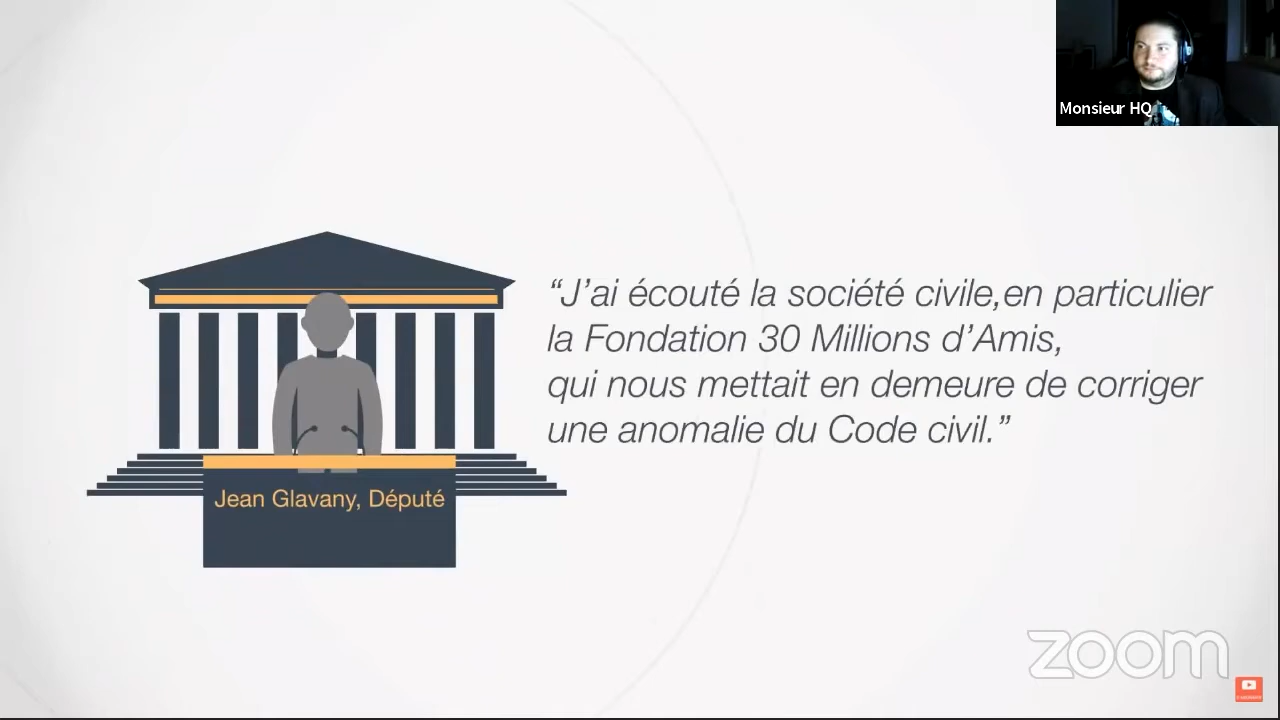 Monsieur HQ
“J’ai écouté la société civile,en particulier
la Fondation 30 Millions d’Amis,
qui nous mettait en demeure de corriger
une anomalie du Code civil.”
Jean Glavany, Député
zoom